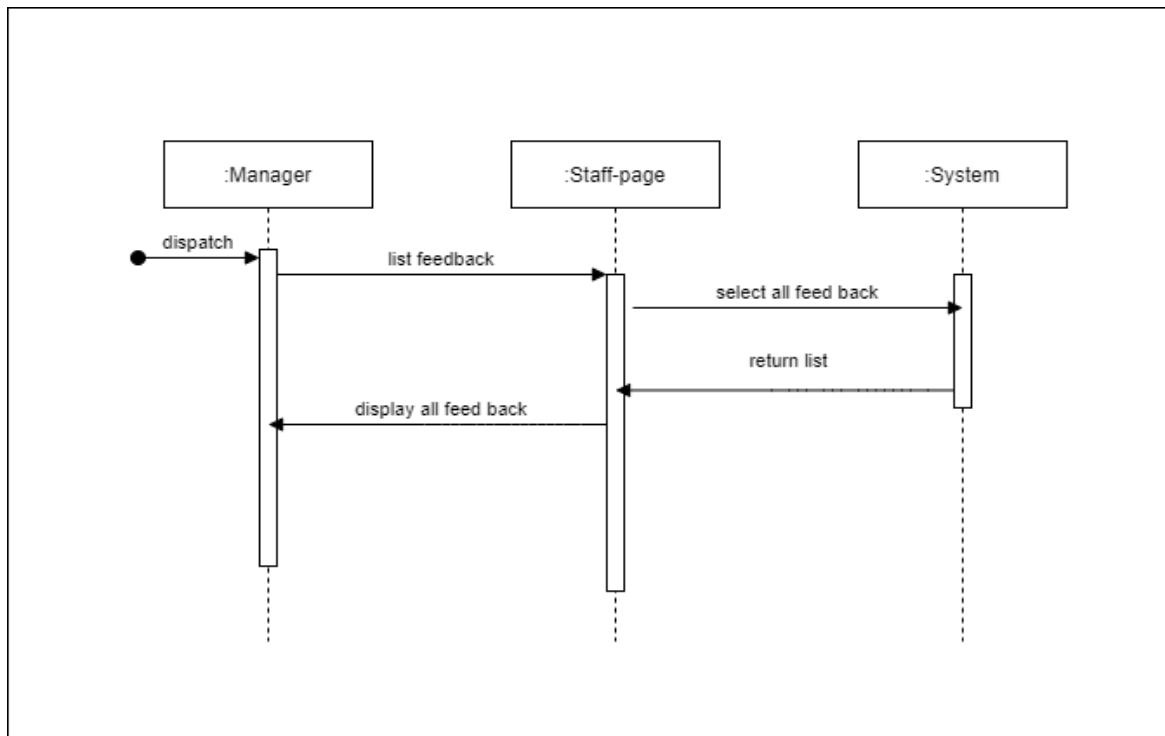 :Manager
:Staff-page
:System
dispatch
list feedback
select all feed back
return list
display all feed back